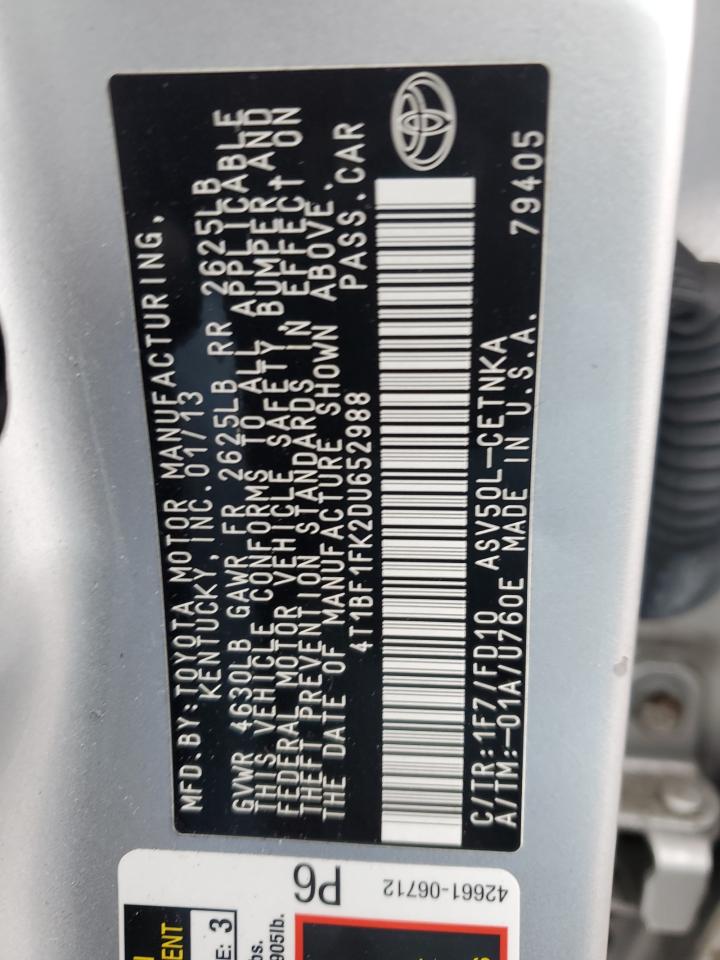 MFD.BY:TOYOTA MOTOR MANUFACTURING,
KENTUCKY, INC. 01/13
GVWR 4630LB GAWR FR 2625LB RR 2625LB
THIS VEHICLE CONFORMS TO ALL APPLICABLE
FEDERAL MOTOR VEHICLE SAFETY, BUMPER, AND
THEFT PREVENTION STANDARDS IN EFFECT ON
THE DATE OF MANUFACTURE SHOWN ABOVE.
4T1BF1FK2DU652988 PASS.CAR
C/TR:1F7/FD10 ASV50L-CETNKA 79405
A/TM:-01A/U760E MADE IN U.S.A.
P6
42661-06712
E: 3
905lb.